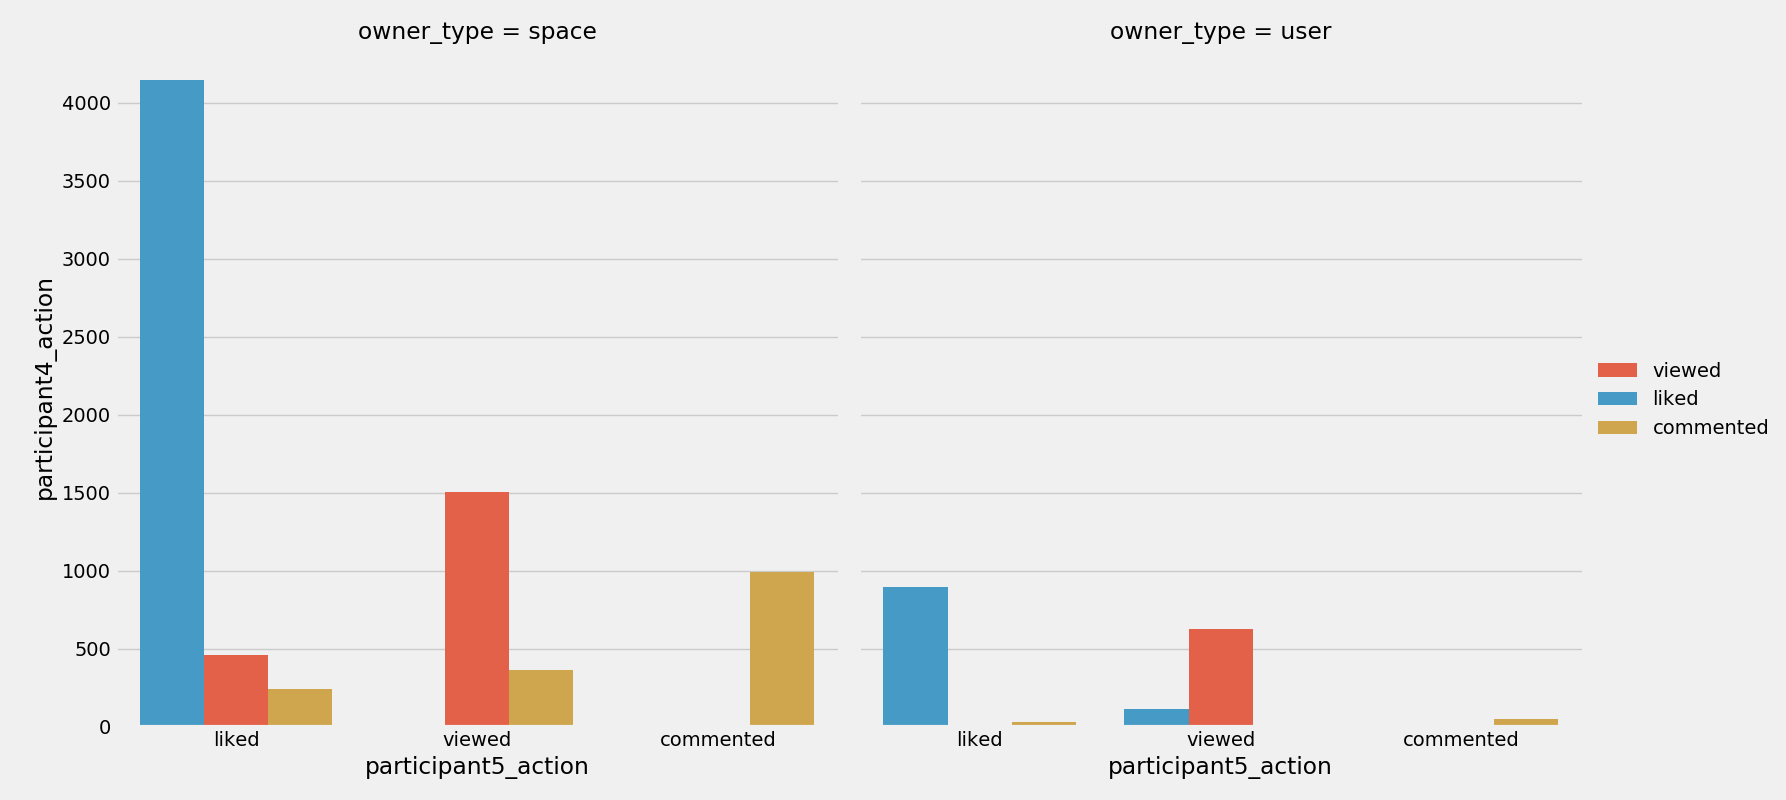 owner_type = space
owner_type = user
participant4_action
4000
3500
3000
2500
2000
1500
1000
500
0
liked
viewed
commented
participant5_action
liked
viewed
commented
participant5_action
viewed
liked
commented